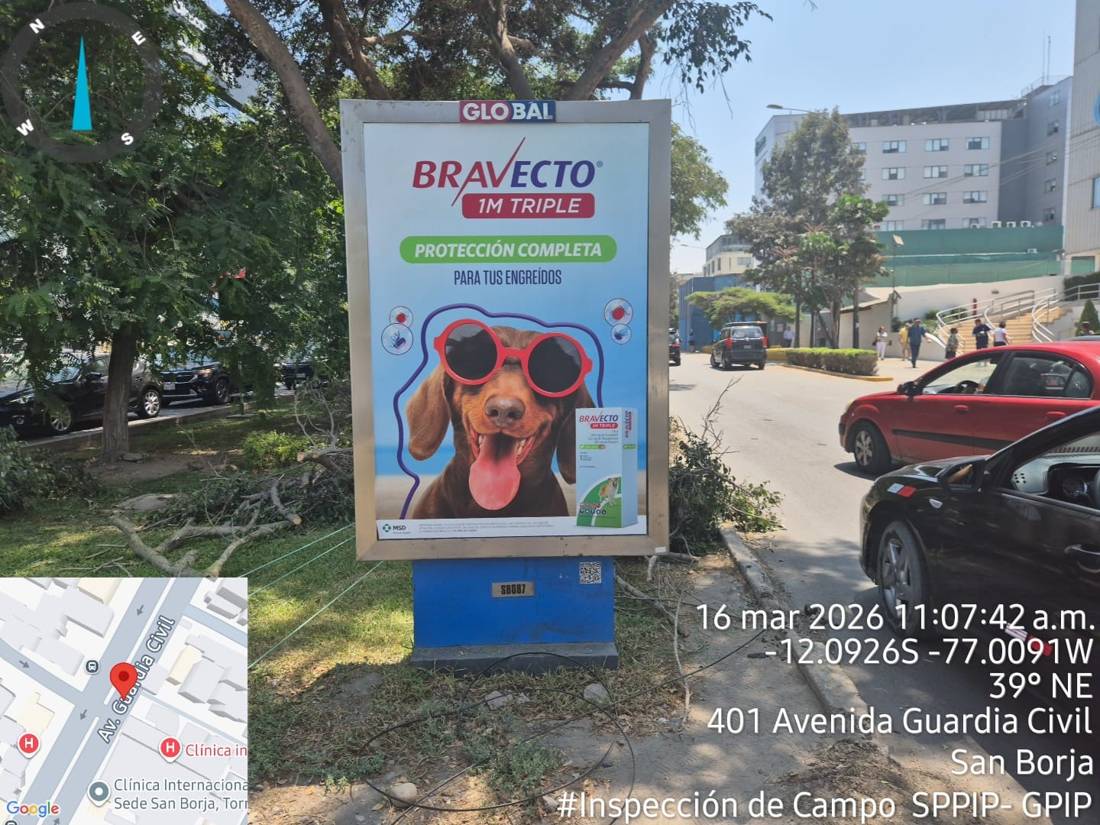 N
E
W
S
GLOBAL
BRAVECTO®
1M TRIPLE
PROTECCIÓN COMPLETA
PARA TUS ENGREÍDOS
BRAVECTO
1M TRIPLE
MSD
SB087
16 mar 2026 11:07:42 a.m.
-12.0926S -77.0091W
39° NE
401 Avenida Guardia Civil
San Borja
#Inspección de Campo SPPIP- GPIP
Av. Guardia Civil
H
H Clínica in
Clínica Internaciona
Sede San Borja, Torr
Google